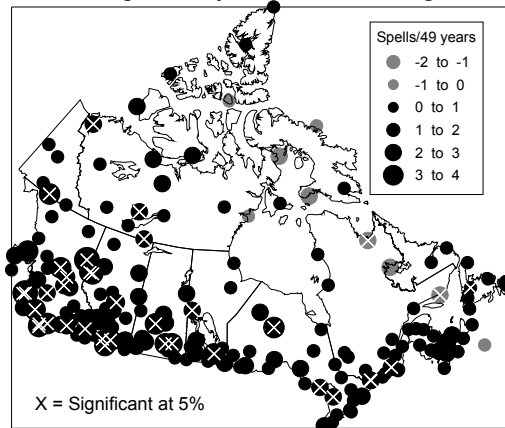 Spells/49 years
-2 to -1
-1 to 0
0 to 1
1 to 2
2 to 3
3 to 4
X = Significant at 5%